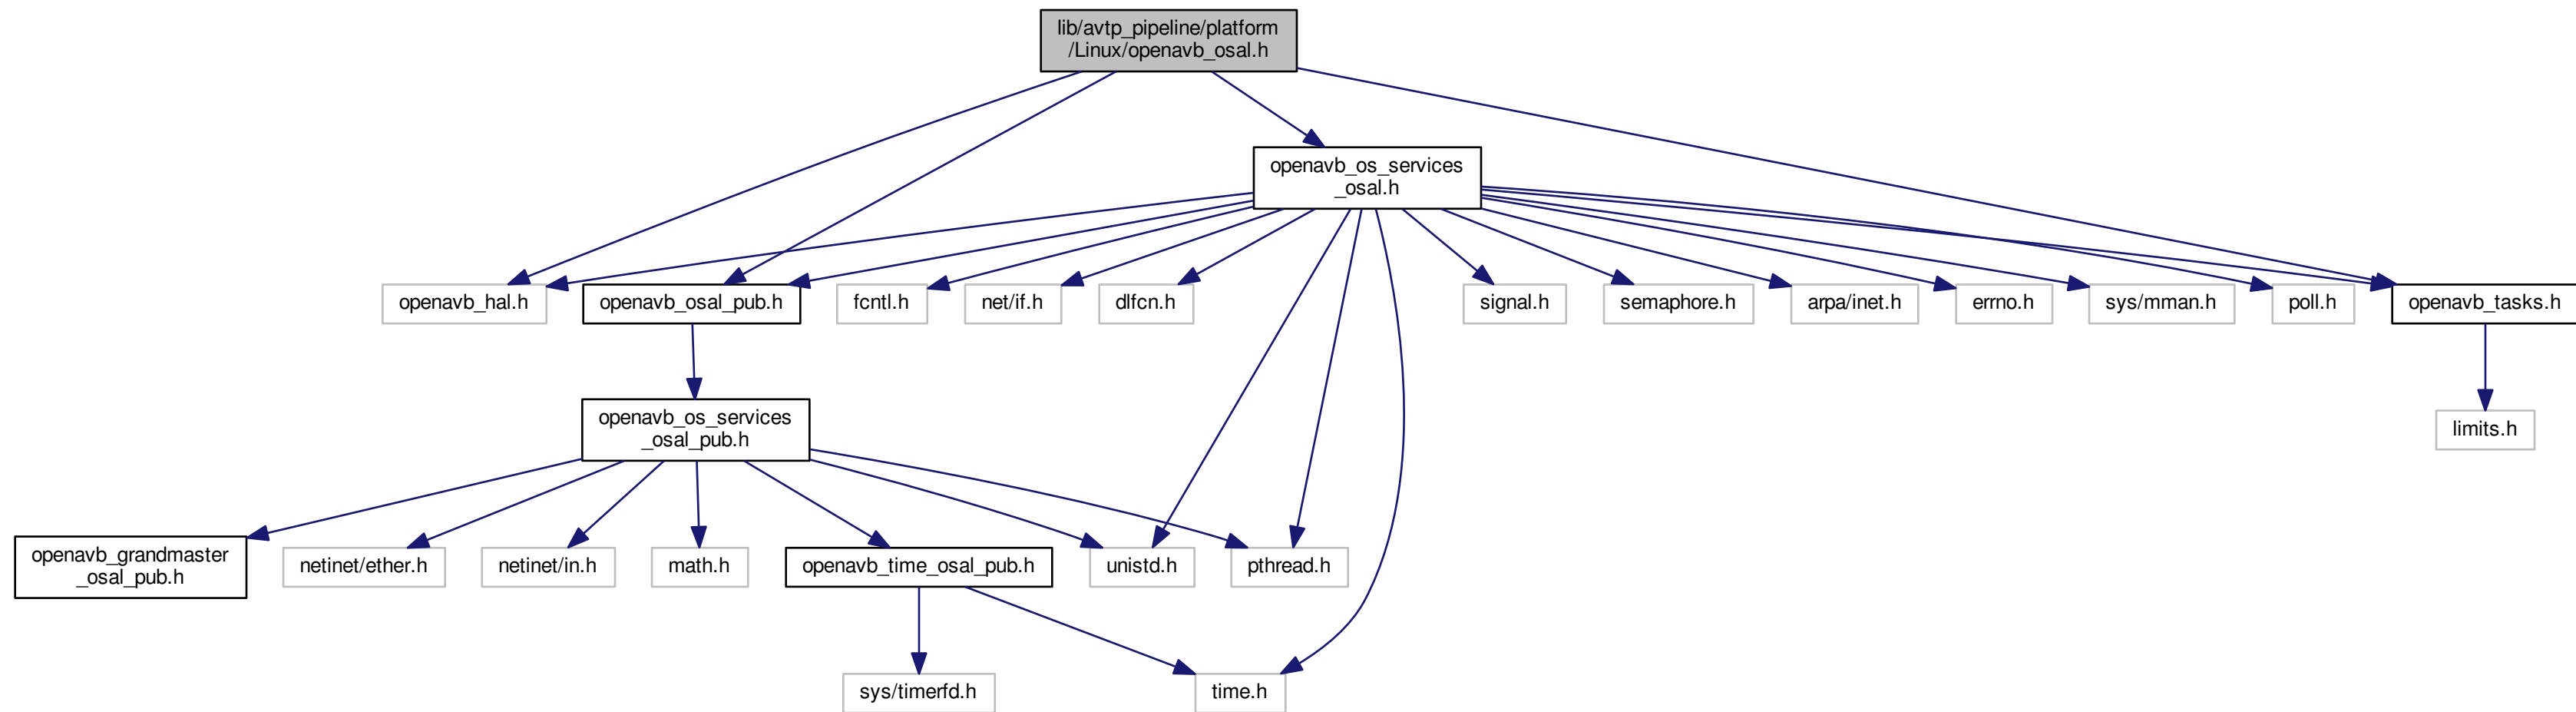 lib/avtp_pipeline/platform
/Linux/openavb_osal.h
openavb_os_services
_osal.h
openavb_hal.h
openavb_osal_pub.h
fcntl.h
net/if.h
dlfcn.h
signal.h
semaphore.h
arpa/inet.h
errno.h
sys/mman.h
poll.h
openavb_tasks.h
openavb_os_services
_osal_pub.h
limits.h
openavb_grandmaster
_osal_pub.h
netinet/ether.h
netinet/in.h
math.h
openavb_time_osal_pub.h
unistd.h
pthread.h
sys/timerfd.h
time.h